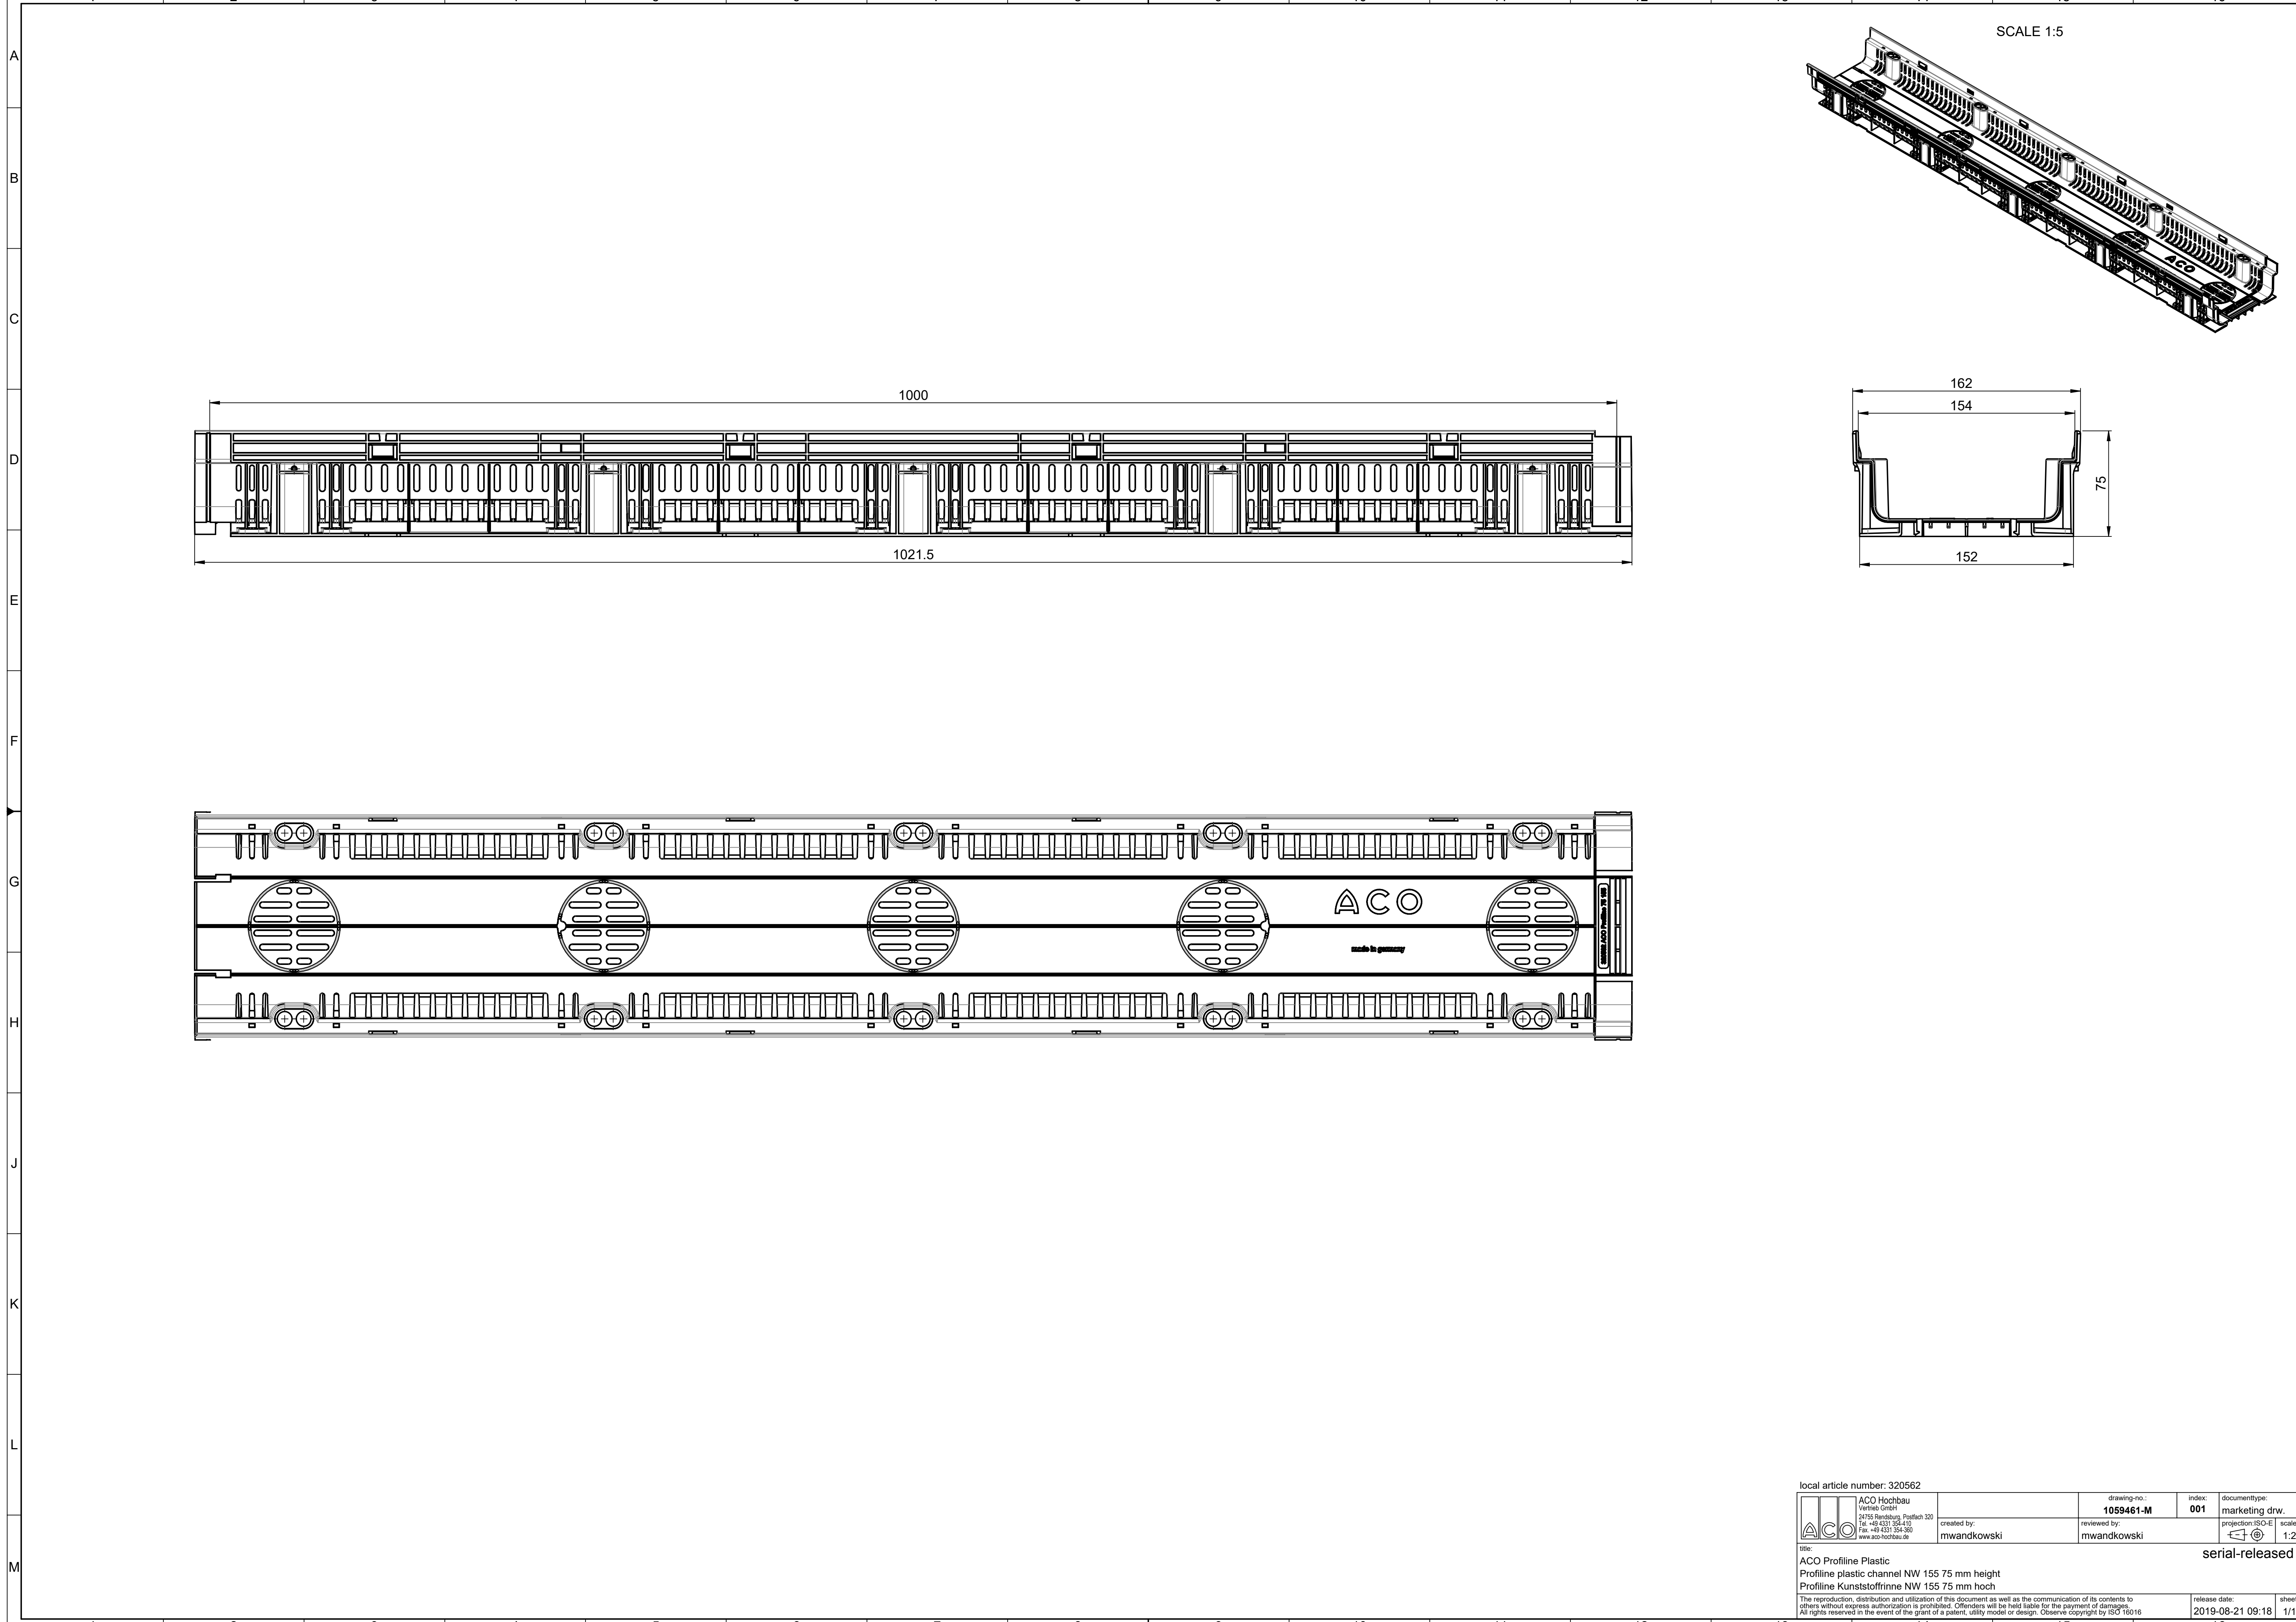 SCALE 1:5
A
B
C
D
E
F
G
H
J
K
L
M
1000
1021.5
162
154
75
152
ACO
ACO
made in germany
local article number: 320562
ACO
ACO Hochbau
Vertrieb GmbH
24755 Rendsburg, Postfach 320
Tel. +49 4331 354-410
Fax. +49 4331 354-360
www.aco-hochbau.de
drawing-no.:
1059461-M
index:
001
documenttype:
marketing drw.
created by:
mwandkowski
reviewed by:
mwandkowski
projection:ISO-E
scale
1:2
title:
ACO Profiline Plastic
Profiline plastic channel NW 155 75 mm height
Profiline Kunststoffrinne NW 155 75 mm hoch
serial-released
The reproduction, distribution and utilization of this document as well as the communication of its contents to
others without express authorization is prohibited. Offenders will be held liable for the payment of damages.
All rights reserved in the event of the grant of a patent, utility model or design. Observe copyright by ISO 16016
release date:
2019-08-21 09:18
1/1